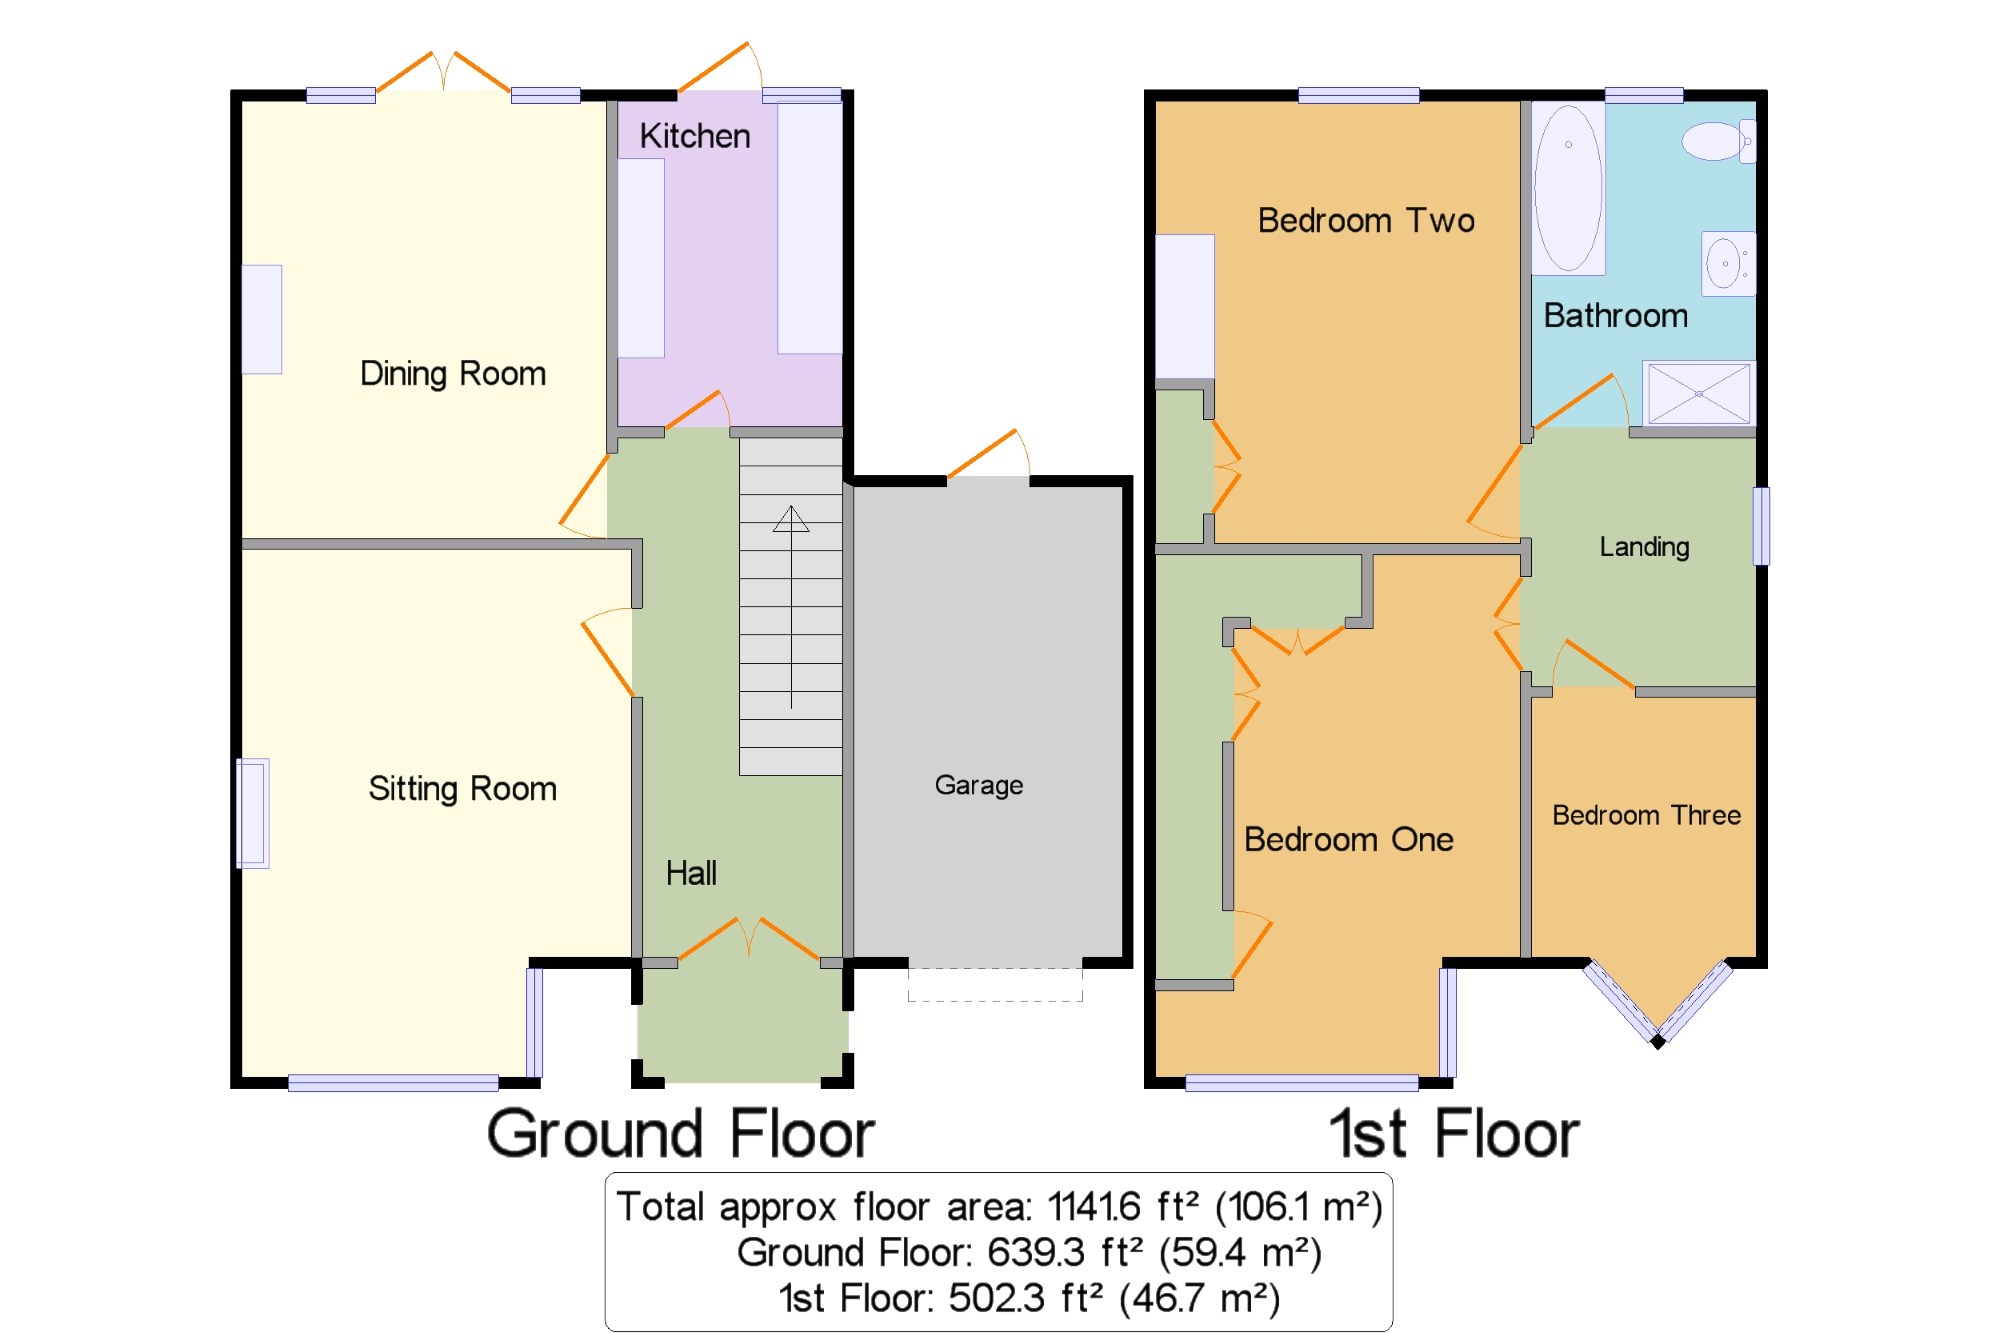 Kitchen
Dining Room
Sitting Room
Hall
Garage
Bedroom Two
Bathroom
Landing
Bedroom Three
Bedroom One
Ground Floor
1st Floor
Total approx floor area: 1141.6 ft² (106.1 m²)
Ground Floor: 639.3 ft² (59.4 m²)
1st Floor: 502.3 ft² (46.7 m²)